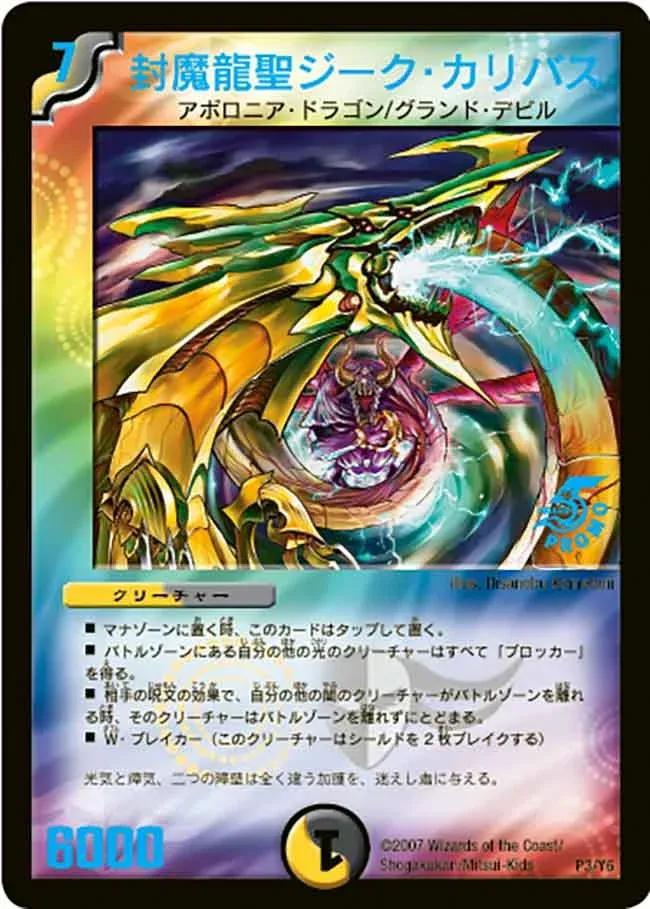 7
封魔龍聖ジーク・カリバス
アポロニア・ドラゴン/グランド・デビル
PROMO
クリーチャー
■ マナゾーンに置く時、このカードはタップして置く。
■ バトルゾーンにある自分の他の光のクリーチャーはすべて「ブロッカー」
を得る。
■ 相手の呪文の効果で、自分の他の闇のクリーチャーがバトルゾーンを離れ
る時、そのクリーチャーはバトルゾーンを離れずにとどまる。
■ W・ブレイカー（このクリーチャーはシールドを２枚ブレイクする）
光気と瘴気、二つの障壁は全く違う加護を、迷えし者に与える。
6000
1
©2007 Wizards of the Coast/
Shogakukan/Mitsui-Kids
P3/Y6